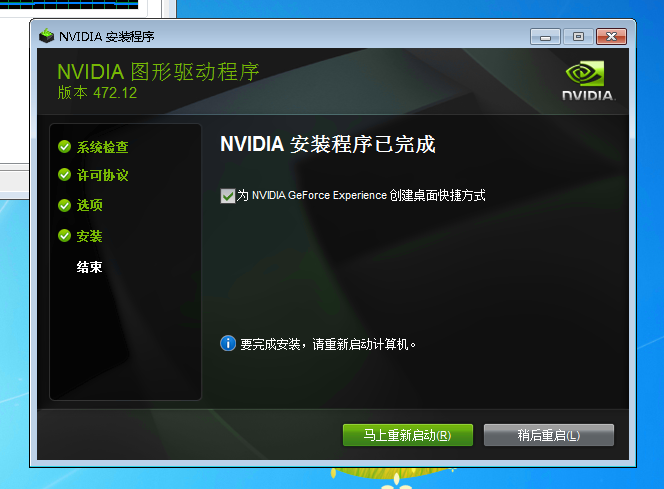 NVIDIA 安装程序
NVIDIA 图形驱动程序
版本 472.12
NVIDIA.
系统检查
许可协议
选项
安装
结束
NVIDIA 安装程序已完成
为 NVIDIA GeForce Experience 创建桌面快捷方式
要完成安装，请重新启动计算机。
马上重新启动(R)
稍后重启(L)